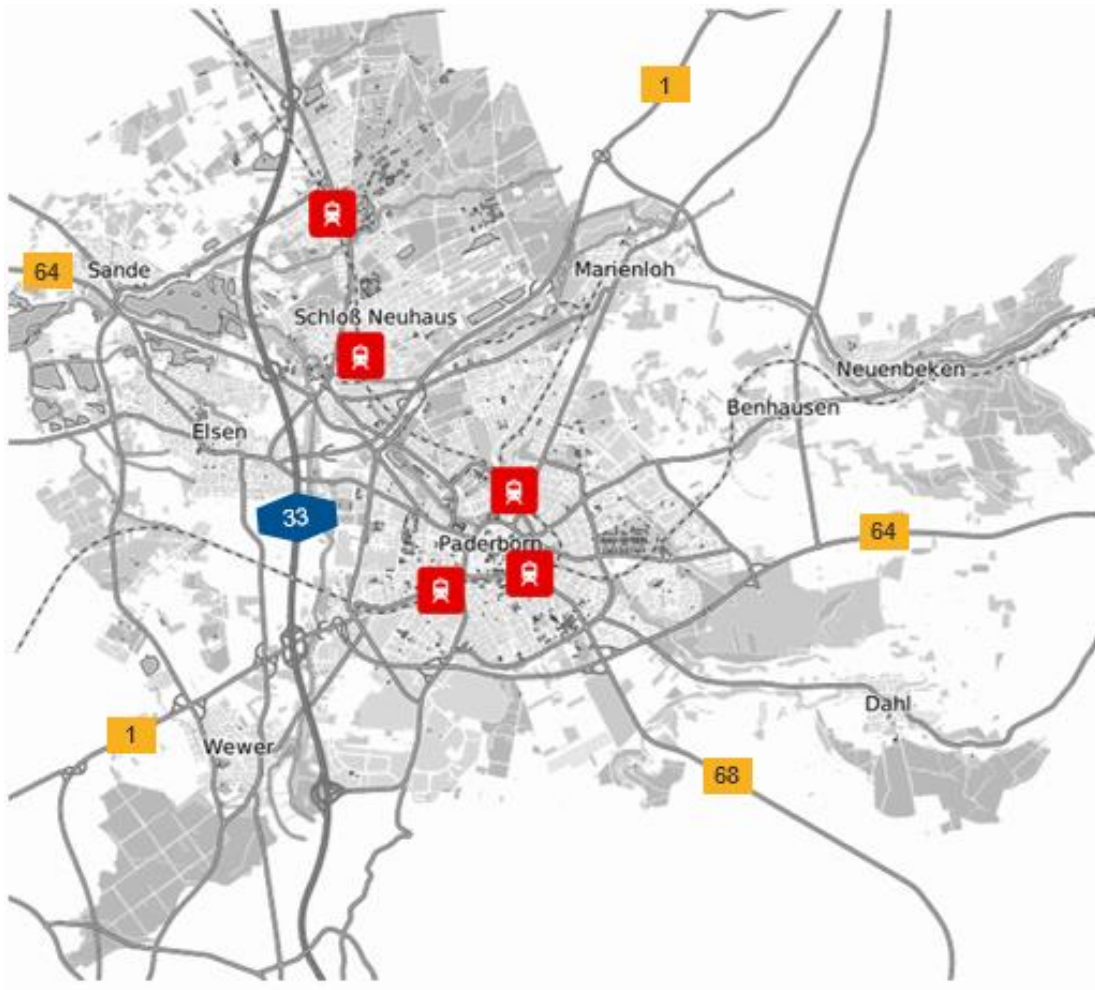 1
64
Sande
Marienloh
Schloß Neuhaus
Neuenbeken
Benhausen
Elsen
33
64
Paderborn
Dahl
1
Wewer
68